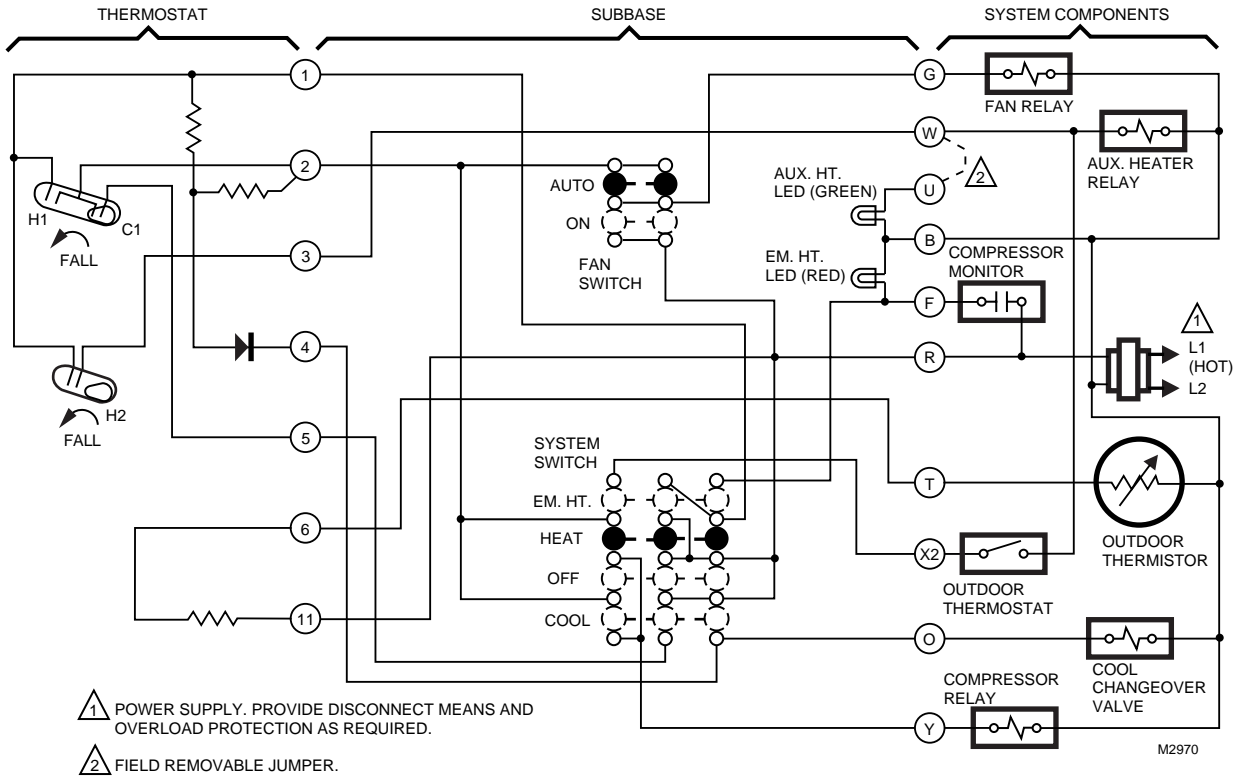 THERMOSTAT
SUBBASE
SYSTEM COMPONENTS
1
G
FAN RELAY
W
AUX. HEATER
RELAY
2
AUTO
ON
FAN
SWITCH
AUX. HT.
LED (GREEN)
U
2
H1
C1
FALL
3
B
EM. HT.
LED (RED)
COMPRESSOR
MONITOR
F
4
R
1
L1
(HOT)
L2
H2
FALL
5
SYSTEM
SWITCH
EM. HT.
HEAT
OFF
COOL
T
OUTDOOR
THERMISTOR
6
X2
OUTDOOR
THERMOSTAT
11
O
COOL
CHANGEOVER
VALVE
COMPRESSOR
RELAY
Y
M2970
1 POWER SUPPLY. PROVIDE DISCONNECT MEANS AND
OVERLOAD PROTECTION AS REQUIRED.
2 FIELD REMOVABLE JUMPER.